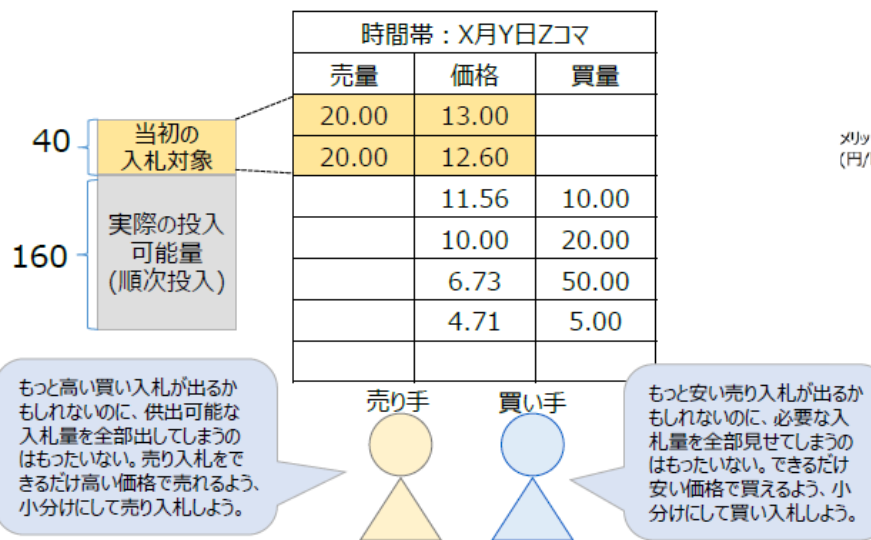 時間帯：X月Y日Zコマ
売量 価格 買量
20.00 13.00
20.00 12.60
11.56 10.00
10.00 20.00
6.73 50.00
4.71 5.00
40
当初の
入札対象
160
実際の投入
可能量
(順次投入)
メリッ
(円/
もっと高い買い入札が出るか
もしれないのに、供出可能な
入札量を全部出してしまうの
はもったいない。売り入札をで
きるだけ高い価格で売れるよう、
小分けにして売り入札しよう。
売り手
買い手
もっと安い売り入札が出るか
もしれないのに、必要な入
札量を全部見せてしまうの
はもったいない。できるだけ
安い価格で買えるよう、小
分けにして買い入札しよう。